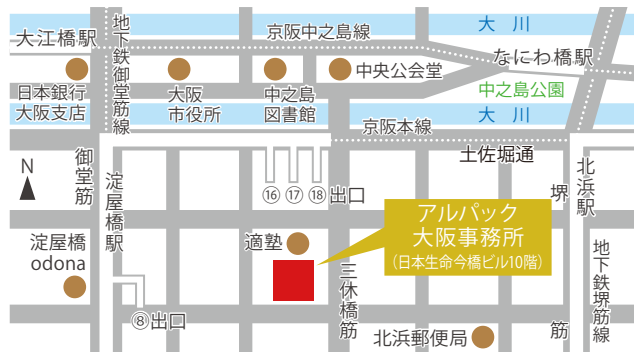 大川
京阪中之島線
大江橋駅
地下鉄御堂筋線
なにわ橋駅
中央公会堂
日本銀行
大阪支店
大阪
市役所
中之島
図書館
中之島公園
大川
京阪本線
土佐堀通
N
御堂筋
淀屋橋駅
⑯ ⑰ ⑱出口
堺筋
北浜駅
アルパック
大阪事務所
(日本生命今橋ビル10階)
適塾
淀屋橋
odona
三休橋筋
地下鉄堺筋線
⑧出口
北浜郵便局